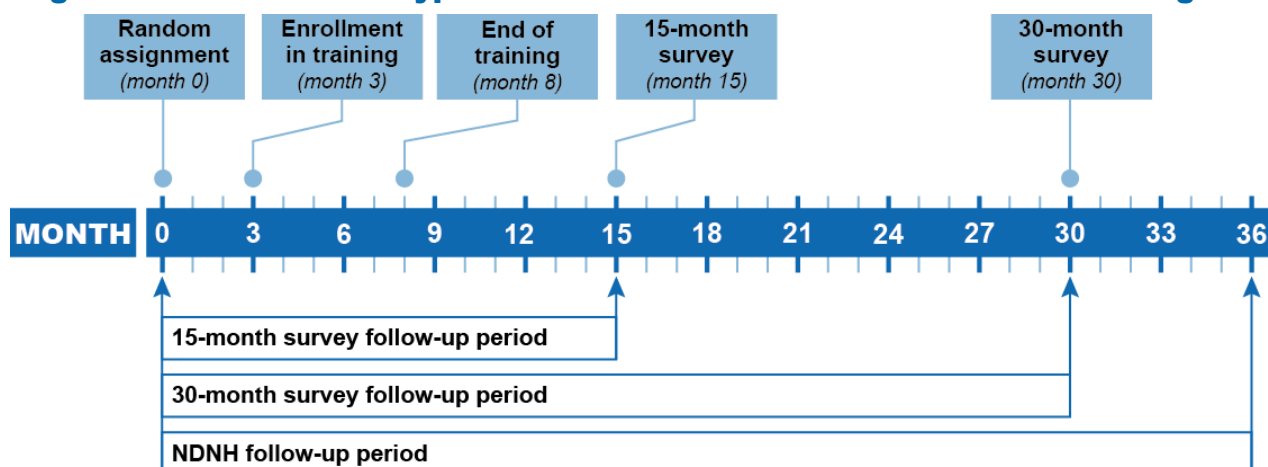 Random
assignment
(month 0)
Enrollment
in training
(month 3)
End of
training
(month 8)
15-month
survey
(month 15)
30-month
survey
(month 30)
MONTH 0 3 6 9 12 15 18 21 24 27 30 33 36
15-month survey follow-up period
30-month survey follow-up period
NDNH follow-up period